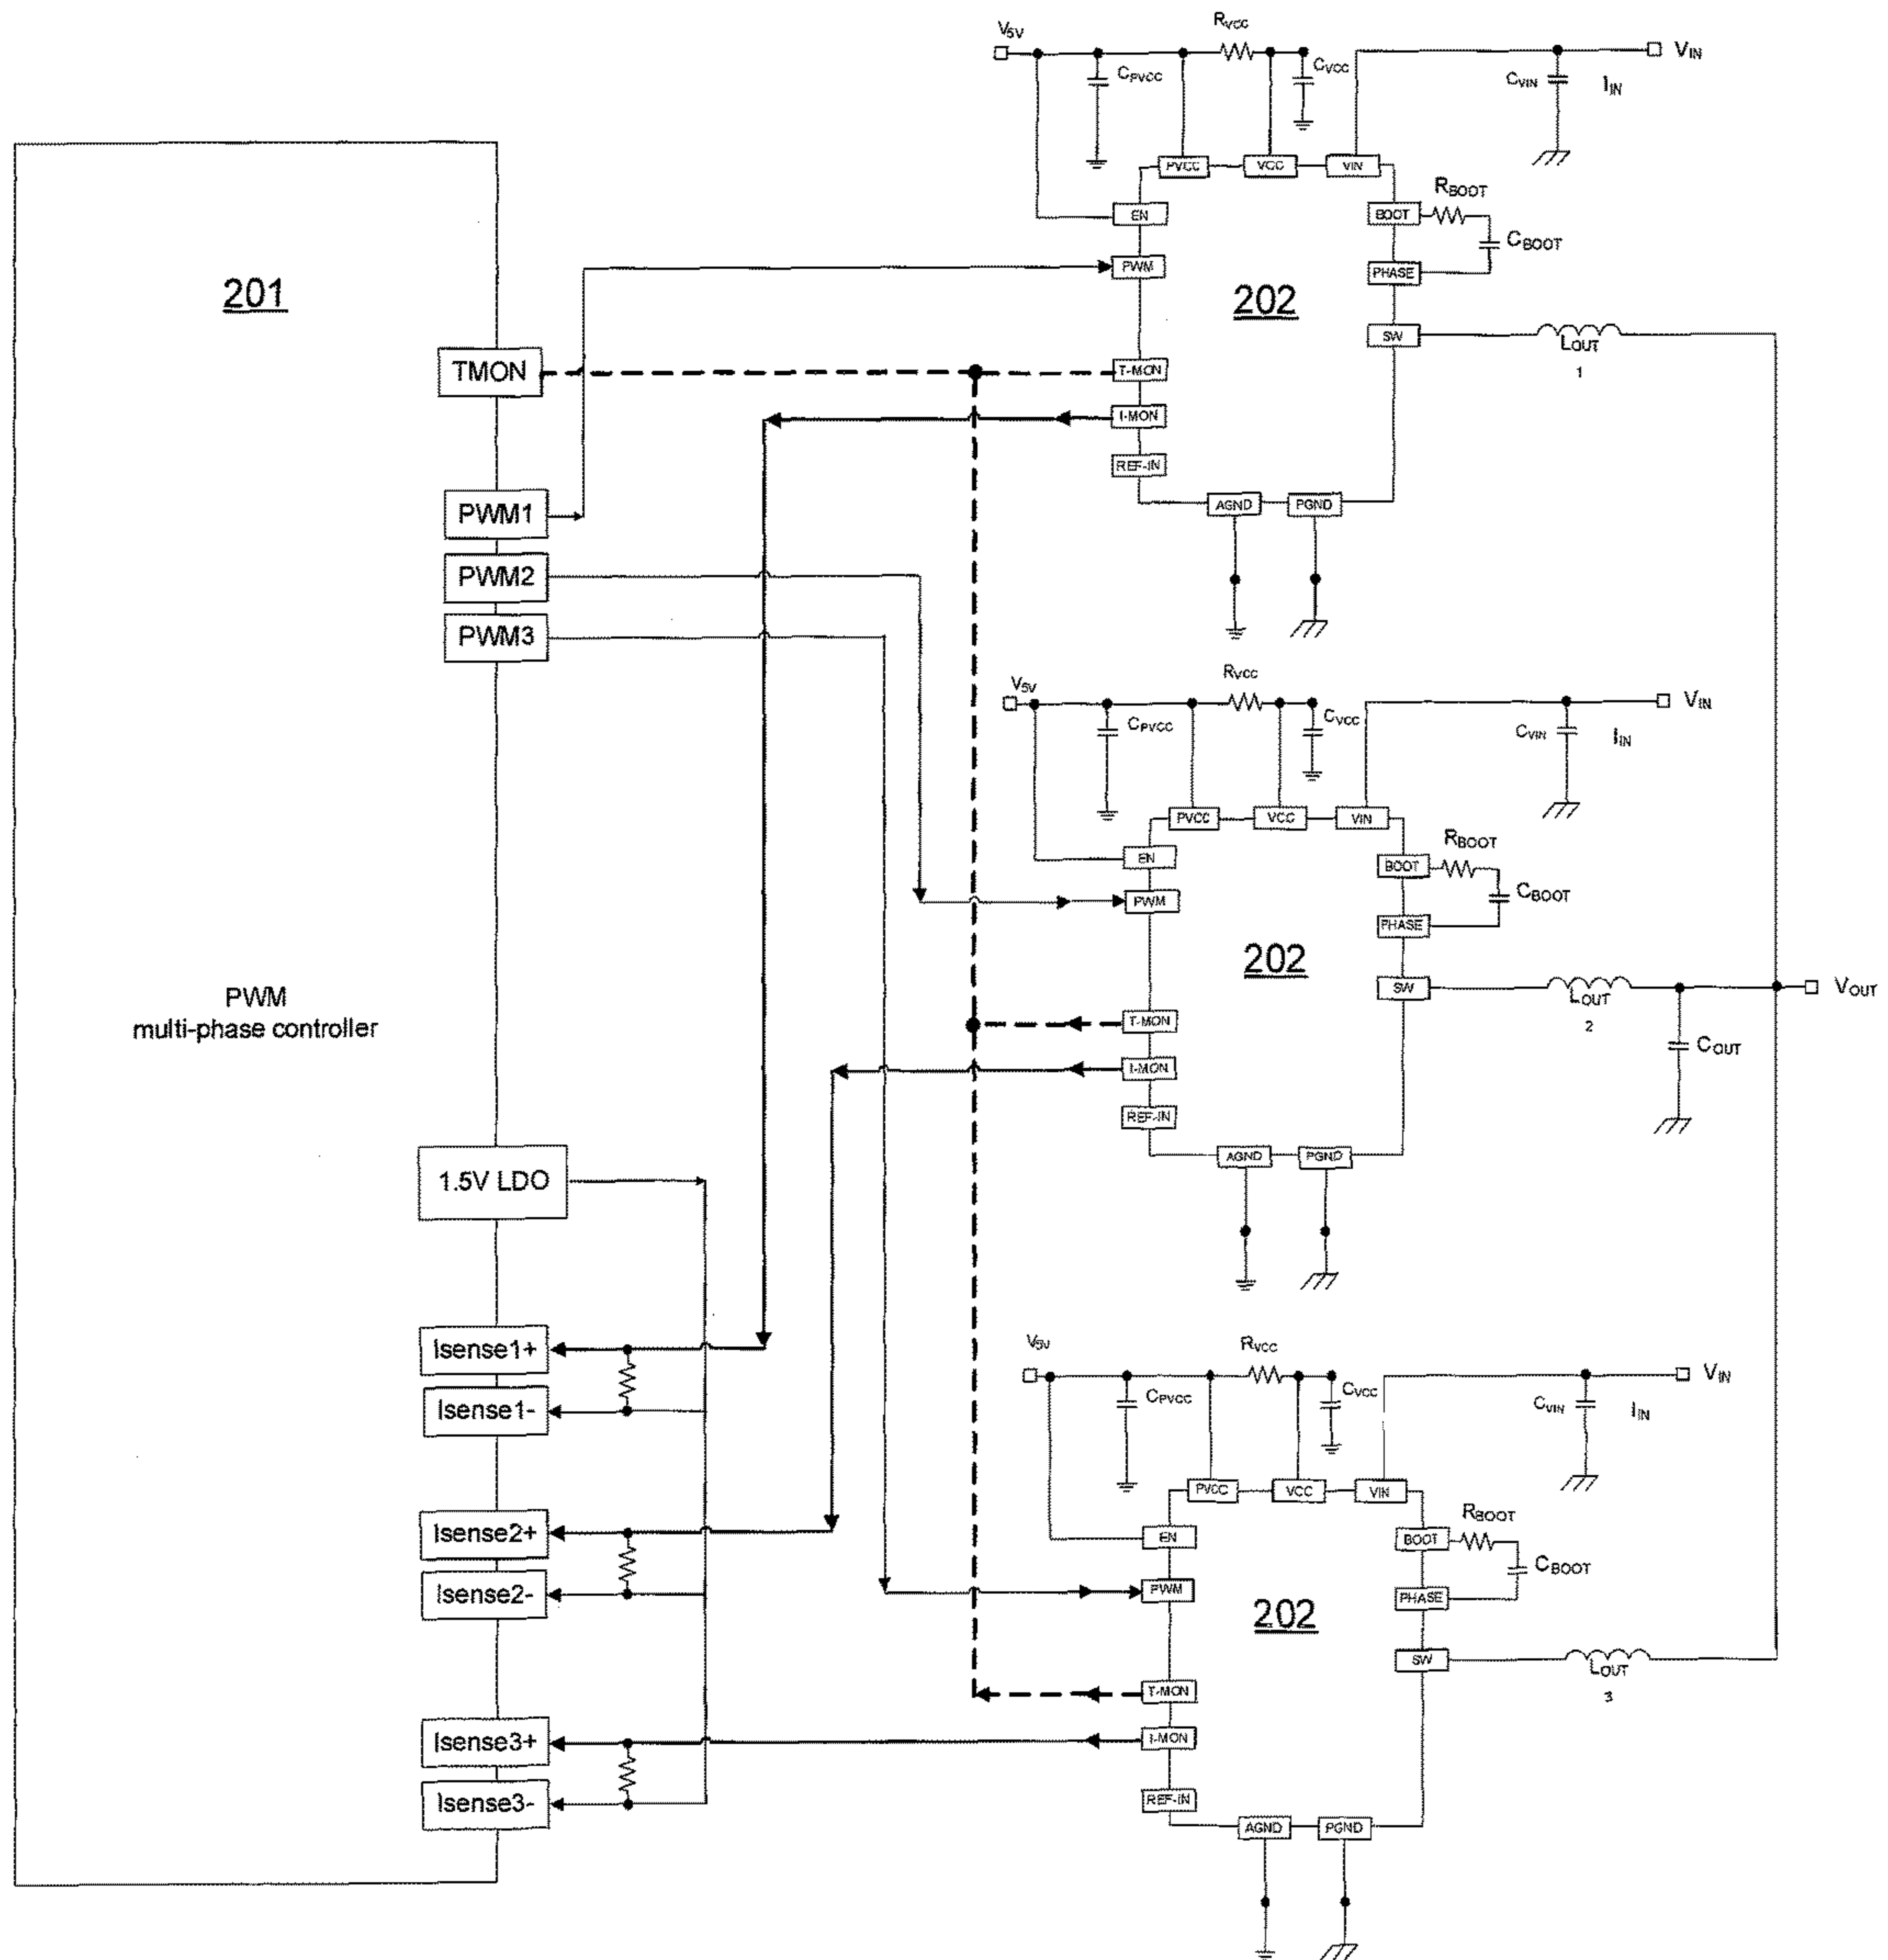 201
PWM
multi-phase controller
TMON
PWM1
PWM2
PWM3
1.5V LDO
Isense1+
Isense1-
Isense2+
Isense2-
Isense3+
Isense3-
V5V
CPVCC
RVCC
CVCC
CVIN
IIN
VIN
PVCC
VCC
VIN
EN
PWM
T-MON
I-MON
REF-IN
AGND
PGND
BOOT
PHASE
SW
202
RBOOT
CBOOT
LOUT
1
V5V
CPVCC
RVCC
CVCC
CVIN
IIN
VIN
PVCC
VCC
VIN
EN
PWM
T-MON
I-MON
REF-IN
AGND
PGND
BOOT
PHASE
SW
202
RBOOT
CBOOT
LOUT
2
COUT
VOUT
V5V
CPVCC
RVCC
CVCC
CVIN
IIN
VIN
PVCC
VCC
VIN
EN
PWM
T-MON
I-MON
REF-IN
AGND
PGND
BOOT
PHASE
SW
202
RBOOT
CBOOT
LOUT
3